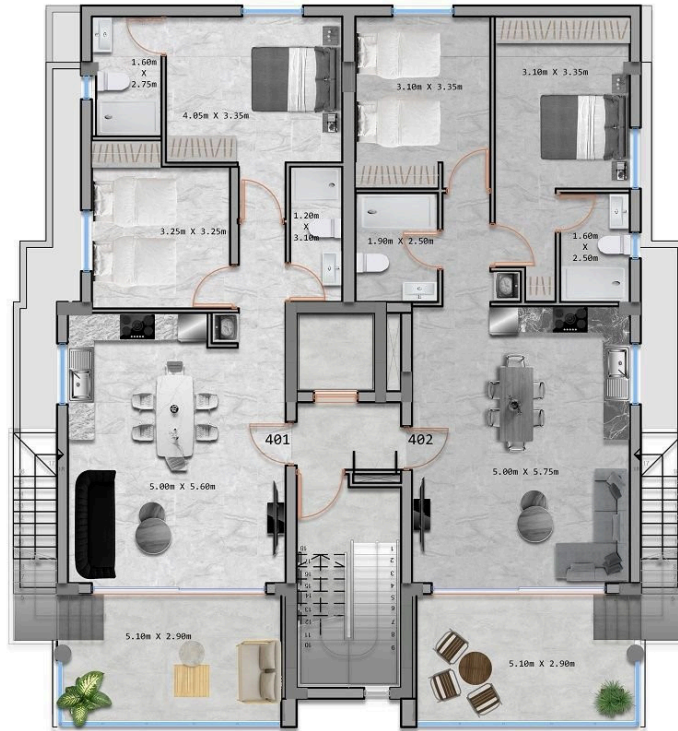 1.60m
X
2.75m
4.05m X 3.35m
3.10m X 3.35m
3.10m X 3.35m
3.25m X 3.25m
1.20m
X
3.10m
1.90m X 2.50m
1.60m
X
2.50m
401
402
5.00m X 5.60m
5.00m X 5.75m
5.10m X 2.90m
5.10m X 2.90m